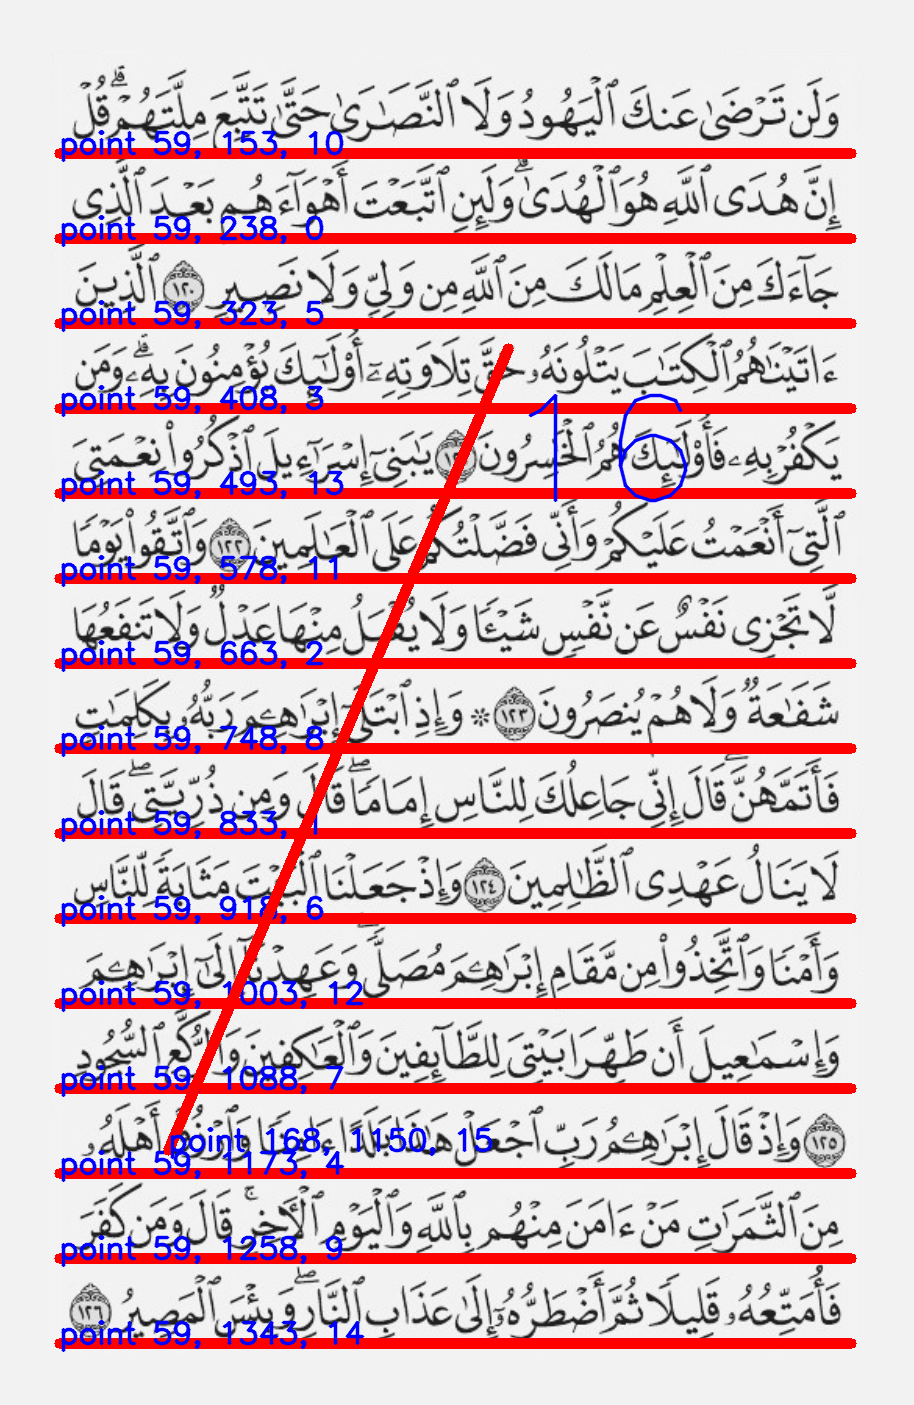 وَلَن تَرْضَىٰ عَنكَ ٱلْيَهُودُ وَلَا ٱلنَّصَٰرَىٰ حَتَّىٰ تَتَّبِعَ مِلَّتَهُمْ ۗ قُلْ
point 59, 153, 10
إِنَّ هُدَى ٱللَّهِ هُوَ ٱلْهُدَىٰ ۗ وَلَئِنِ ٱتَّبَعْتَ أَهْوَآءَهُم بَعْدَ ٱلَّذِى
point 59, 238, 0
جَآءَكَ مِنَ ٱلْعِلْمِ مَا لَكَ مِنَ ٱللَّهِ مِن وَلِىٍّ وَلَا نَصِيرٍ ١٢٠ ٱلَّذِينَ
point 59, 323, 5
ءَاتَيْنَٰهُمُ ٱلْكِتَٰبَ يَتْلُونَهُۥ حَقَّ تِلَاوَتِهِۦٓ أُو۟لَٰٓئِكَ يُؤْمِنُونَ بِهِۦ ۗ وَمَن
point 59, 408, 3
يَكْفُرْ بِهِۦ فَأُو۟لَٰٓئِكَ هُمُ ٱلْخَٰسِرُونَ ١٢١ يَٰبَنِىٓ إِسْرَٰٓءِيلَ ٱذْكُرُوا۟ نِعْمَتِىَ
16
point 59, 493, 13
ٱلَّتِىٓ أَنْعَمْتُ عَلَيْكُمْ وَأَنِّى فَضَّلْتُكُمْ عَلَى ٱلْعَٰلَمِينَ ١٢٢ وَٱتَّقُوا۟ يَوْمًا
point 59, 578, 11
لَّا تَجْزِى نَفْسٌ عَن نَّفْسٍ شَيْـًٔا وَلَا يُقْبَلُ مِنْهَا عَدْلٌ وَلَا تَنفَعُهَا
point 59, 663, 2
شَفَٰعَةٌ وَلَا هُمْ يُنصَرُونَ ١٢٣ ۞ وَإِذِ ٱبْتَلَىٰٓ إِبْرَٰهِـۧمَ رَبُّهُۥ بِكَلِمَٰتٍ
point 59, 748, 8
فَأَتَمَّهُنَّ ۖ قَالَ إِنِّى جَاعِلُكَ لِلنَّاسِ إِمَامًا ۖ قَالَ وَمِن ذُرِّيَّتِى ۖ قَالَ
point 59, 833, 1
لَا يَنَالُ عَهْدِى ٱلظَّٰلِمِينَ ١٢٤ وَإِذْ جَعَلْنَا ٱلْبَيْتَ مَثَابَةً لِّلنَّاسِ
point 59, 918, 6
وَأَمْنًا وَٱتَّخِذُوا۟ مِن مَّقَامِ إِبْرَٰهِـۧمَ مُصَلًّى ۖ وَعَهِدْنَآ إِلَىٰٓ إِبْرَٰهِـۧمَ
point 59, 1003, 12
وَإِسْمَٰعِيلَ أَن طَهِّرَا بَيْتِىَ لِلطَّآئِفِينَ وَٱلْعَٰكِفِينَ وَٱلرُّكَّعِ ٱلسُّجُودِ
point 59, 1088, 7
١٢٥ وَإِذْ قَالَ إِبْرَٰهِـۧمُ رَبِّ ٱجْعَلْ هَٰذَا بَلَدًا ءَامِنًا وَٱرْزُقْ أَهْلَهُۥ
point 168, 1150, 15
point 59, 1173, 4
مِنَ ٱلثَّمَرَٰتِ مَنْ ءَامَنَ مِنْهُم بِٱللَّهِ وَٱلْيَوْمِ ٱلْـَٔاخِرِ ۖ قَالَ وَمَن كَفَرَ
point 59, 1258, 9
فَأُمَتِّعُهُۥ قَلِيلًا ثُمَّ أَضْطَرُّهُۥٓ إِلَىٰ عَذَابِ ٱلنَّارِ ۖ وَبِئْسَ ٱلْمَصِيرُ ١٢٦
point 59, 1343, 14